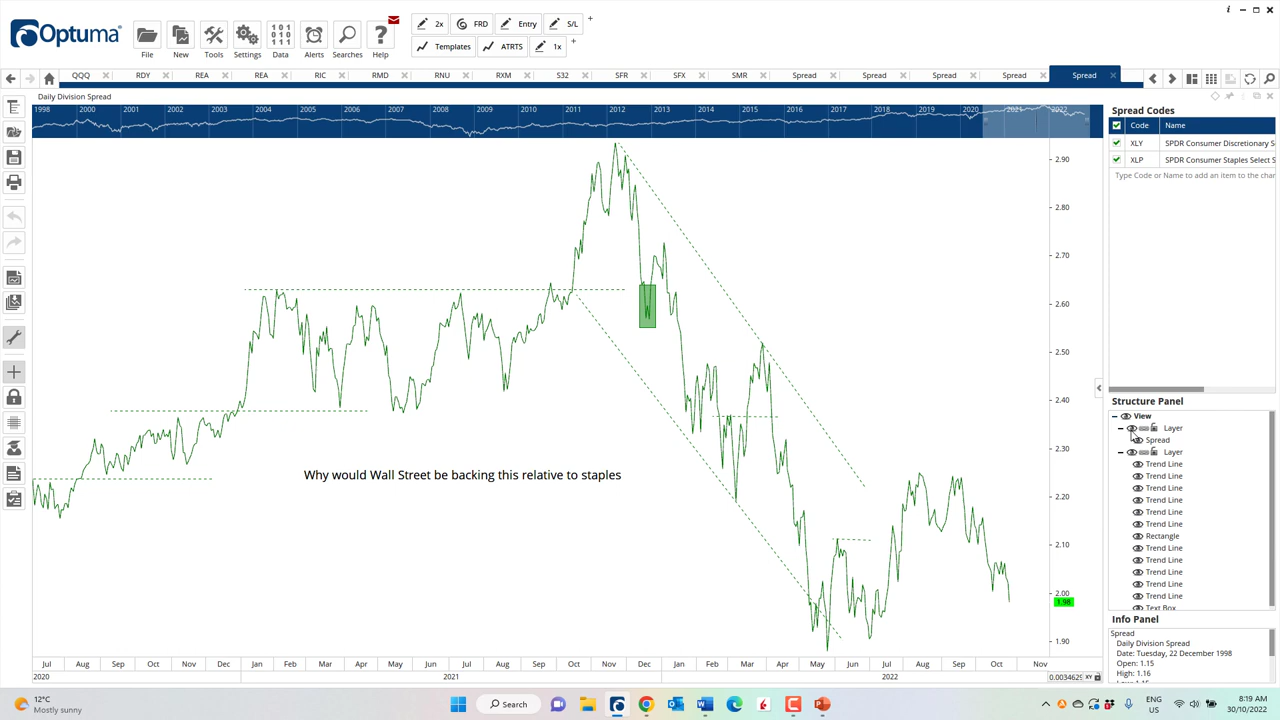 Optuma
File
New
Tools
Settings
Data
Alerts
Searches
Help
2x
FRD
Entry
S/L
Templates
ATRTS
1x
QQQ
RDY
REA
REA
RIC
RMD
RNU
RXM
S32
SFR
SFX
SMR
Spread
Spread
Spread
Spread
Spread
Daily Division Spread
1998 2000 2001 2002 2003 2004 2005 2006 2007 2008 2009 2010 2011 2012 2013 2014 2015 2016 2017 2018 2019 2020 2021 2022
Why would Wall Street be backing this relative to staples
2.90
2.80
2.70
2.60
2.50
2.40
2.30
2.20
2.10
2.00
1.98
1.90
Jul Aug Sep Oct Nov Dec Jan Feb Mar Apr May Jun Jul Aug Sep Oct Nov Dec Jan Feb Mar Apr May Jun Jul Aug Sep Oct Nov
2020 2021 2022
0.0034629 XY
Spread Codes
Code Name
XLY SPDR Consumer Discretionary S
XLP SPDR Consumer Staples Select S
Type Code or Name to add an item to the char
Structure Panel
View
Layer
Spread
Layer
Trend Line
Trend Line
Trend Line
Trend Line
Trend Line
Trend Line
Rectangle
Trend Line
Trend Line
Trend Line
Trend Line
Trend Line
Text Box
Info Panel
Spread
Daily Division Spread
Date: Tuesday, 22 December 1998
Open: 1.15
High: 1.16
12°C
Mostly sunny
Search
ENG
US
8:19 AM
30/10/2022